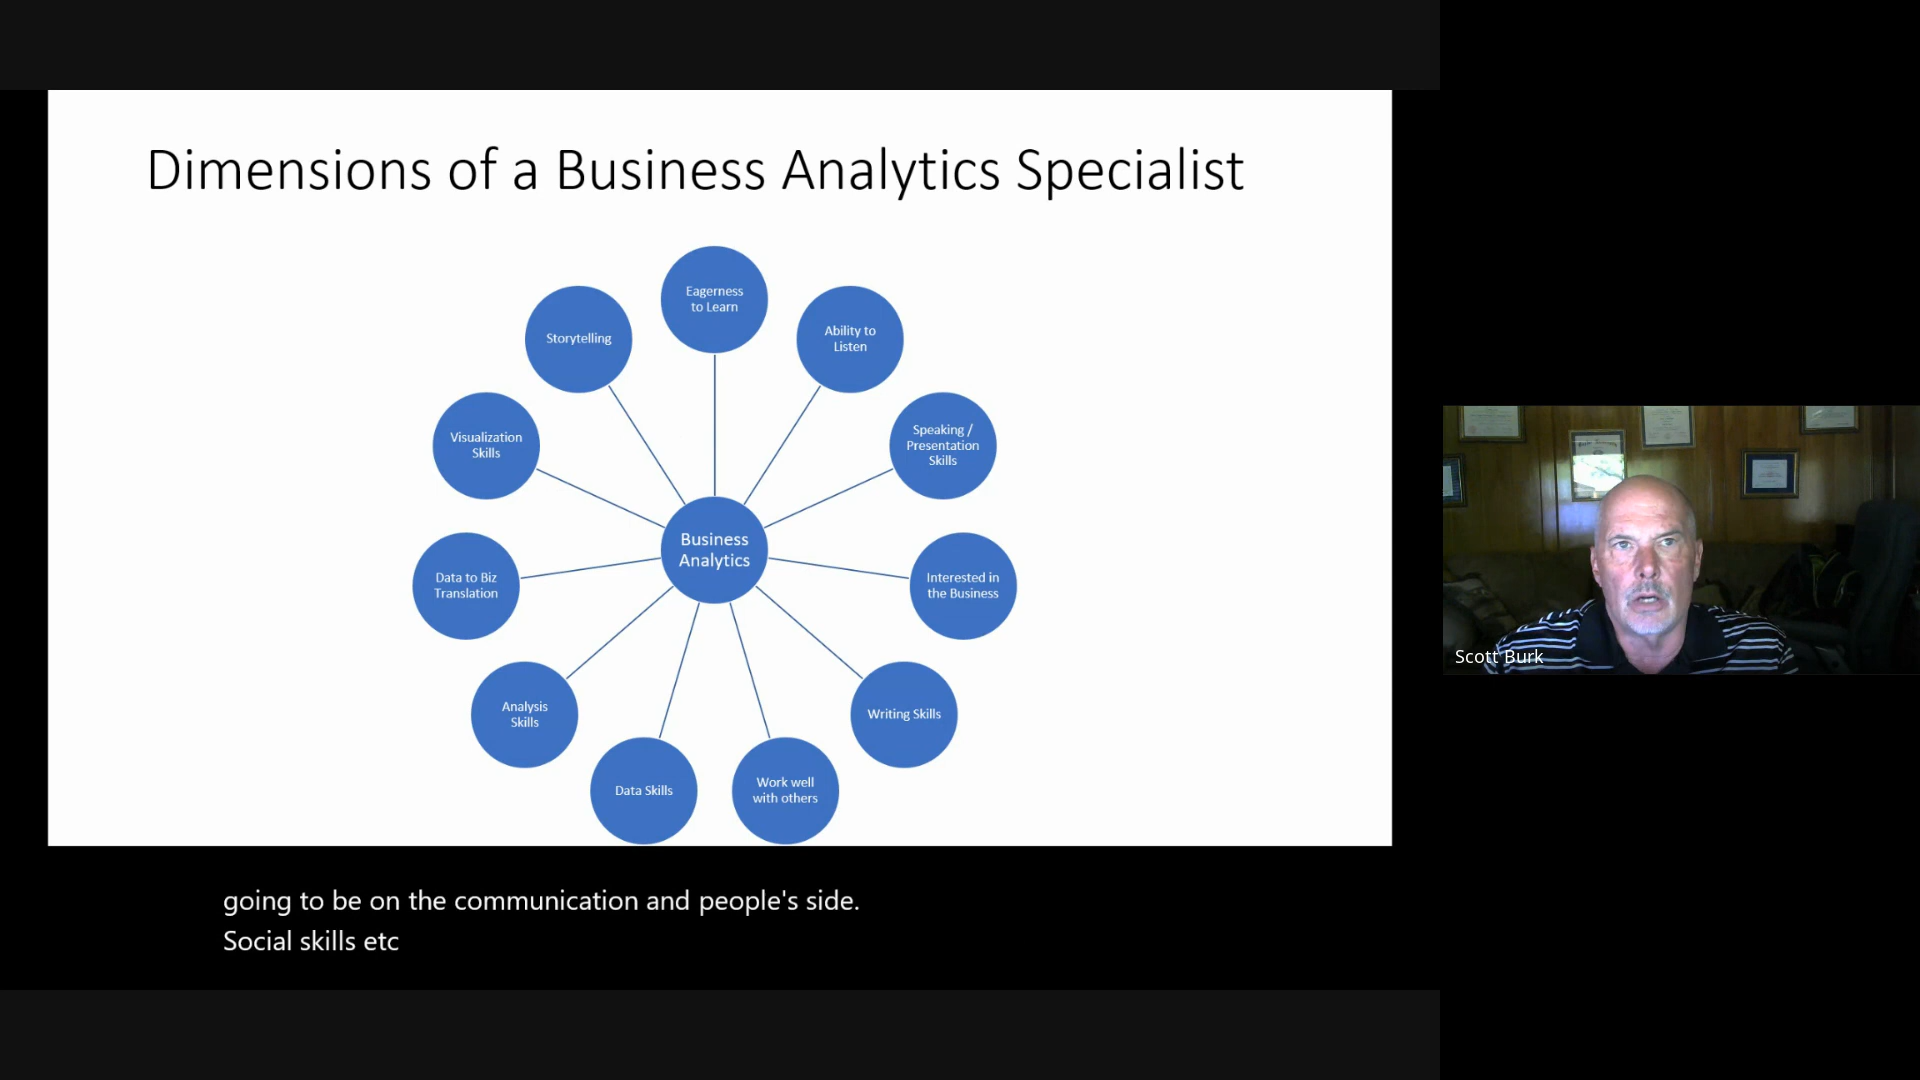 Dimensions of a Business Analytics Specialist
Eagerness
to Learn
Ability to
Listen
Speaking /
Presentation
Skills
Interested in
the Business
Writing Skills
Work well
with others
Data Skills
Analysis
Skills
Data to Biz
Translation
Visualization
Skills
Storytelling
Business
Analytics
Scott Burk
going to be on the communication and people's side.
Social skills etc